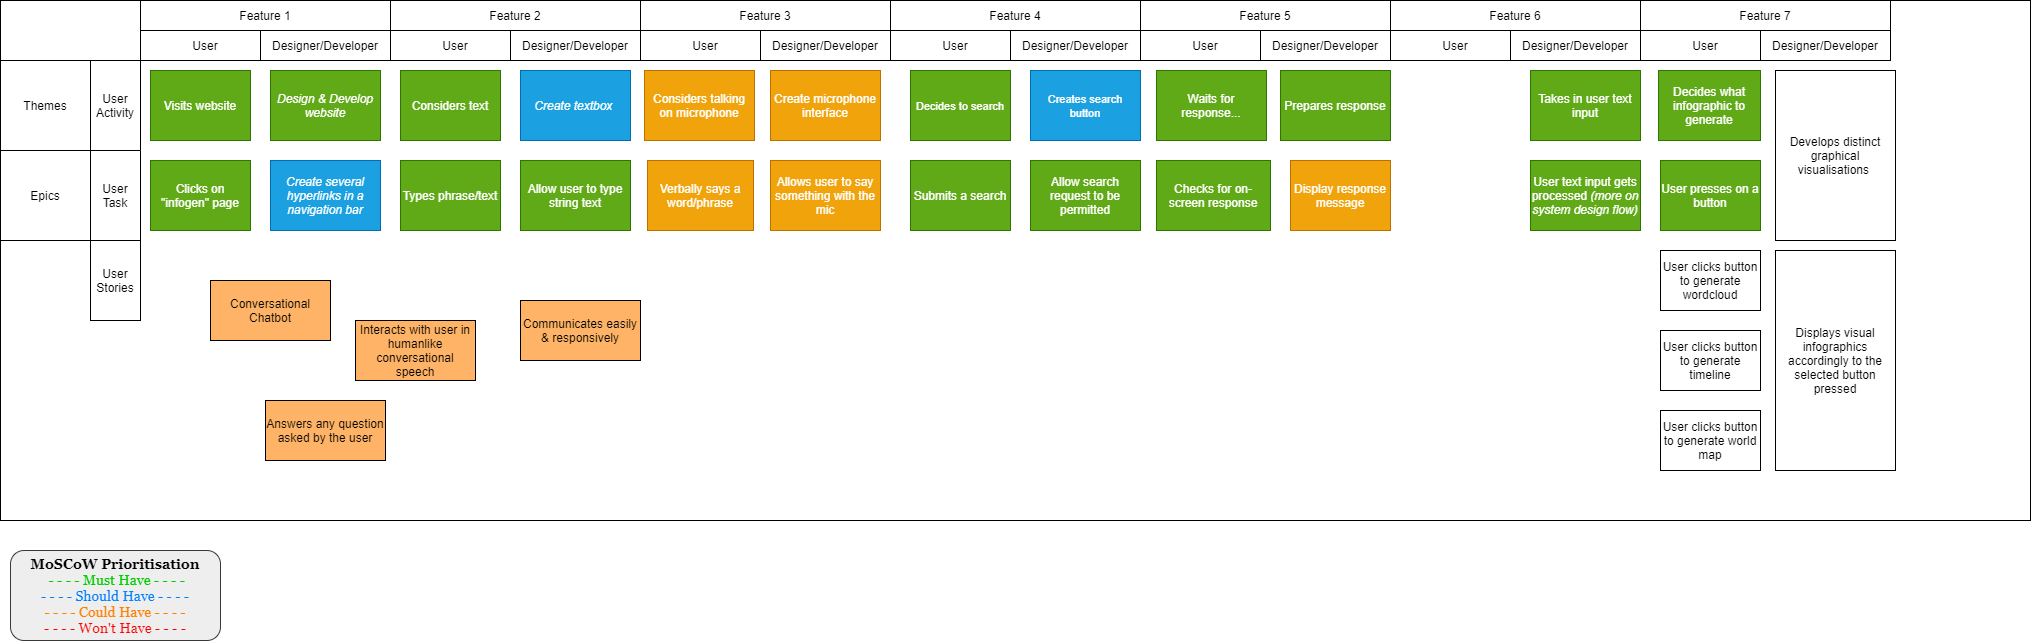 Feature 1
Feature 2
Feature 3
Feature 4
Feature 5
Feature 6
Feature 7
User
Designer/Developer
User
Designer/Developer
User
Designer/Developer
User
Designer/Developer
User
Designer/Developer
User
Designer/Developer
User
Designer/Developer
Themes
User
Activity
Visits website
Design & Develop
website
Considers text
Create textbox
Considers talking
on microphone
Create microphone
interface
Decides to search
Creates search
button
Waits for
response...
Prepares response
Takes in user text
input
Decides what
infographic to
generate
Develops distinct
graphical
visualisations
Epics
User
Task
Clicks on
"infogen" page
Create several
hyperlinks in a
navigation bar
Types phrase/text
Allow user to type
string text
Verbally says a
word/phrase
Allows user to say
something with the
mic
Submits a search
Allow search
request to be
permitted
Checks for on-
screen response
Display response
message
User text input gets
processed (more on
system design flow)
User presses on a
button
User
Stories
Conversational
Chatbot
Interacts with user in
humanlike
conversational
speech
Answers any question
asked by the user
Communicates easily
& responsively
User clicks button
to generate
wordcloud
User clicks button
to generate
timeline
User clicks button
to generate world
map
Displays visual
infographics
accordingly to the
selected button
pressed
MoSCoW Prioritisation
- - - - Must Have - - - -
- - - - Should Have - - - -
- - - - Could Have - - - -
- - - - Won't Have - - - -